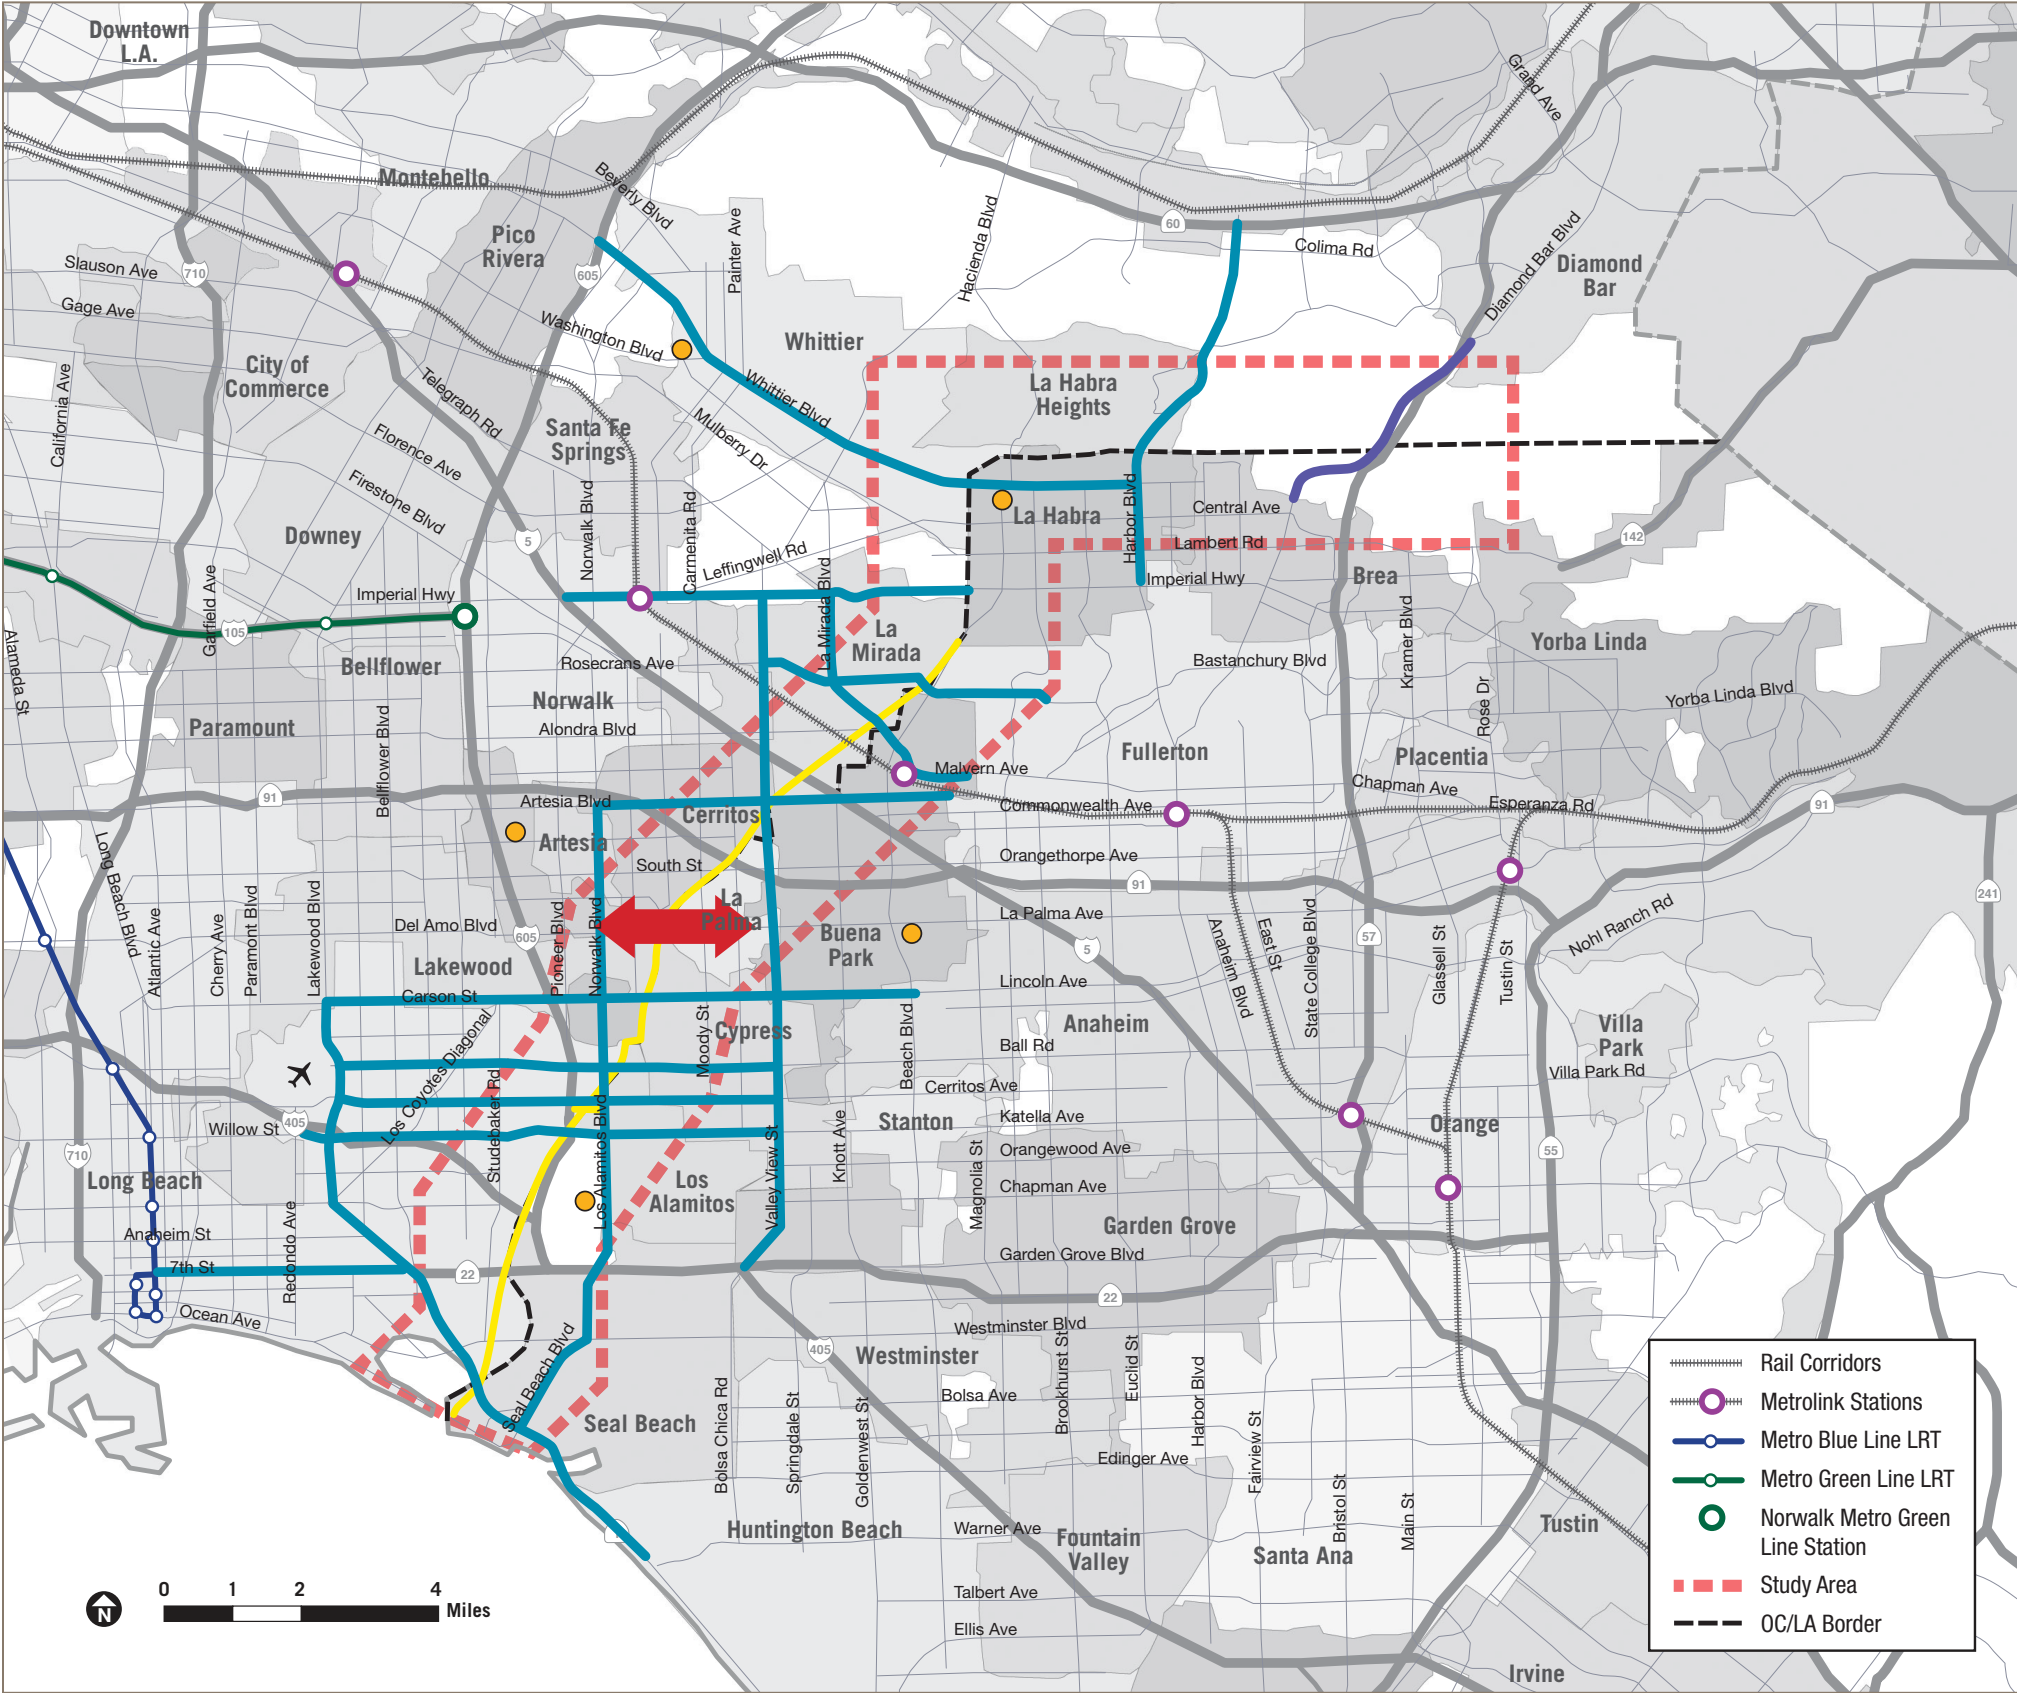 Downtown
L.A.
Grand Ave
Montebello
Beverly Blvd
Painter Ave
Hacienda Blvd
60
Colima Rd
Diamond Bar Blvd
Diamond
Bar
Pico
Rivera
605
710
Slauson Ave
Gage Ave
Washington Blvd
Whittier
City of
Commerce
California Ave
Telegraph Rd
Whittier Blvd
La Habra
Heights
Santa Fe
Springs
Mulberry Dr
Florence Ave
Firestone Blvd
Norwalk Blvd
Carmenita Rd
Harbor Blvd
Central Ave
La Habra
Downey
5
Leffingwell Rd
Lambert Rd
142
La Mirada Blvd
Imperial Hwy
Imperial Hwy
Brea
Garfield Ave
105
Kramer Blvd
La
Mirada
Yorba Linda
Alameda St
Bellflower
Rosecrans Ave
Bastanchury Blvd
Rose Dr
Yorba Linda Blvd
Norwalk
Paramount
Alondra Blvd
Bellflower Blvd
Fullerton
Placentia
Malvern Ave
Chapman Ave
91
Artesia Blvd
Cerritos
Commonwealth Ave
Esperanza Rd
91
Artesia
South St
Orangethorpe Ave
Long Beach Blvd
91
241
Atlantic Ave
Cherry Ave
Paramont Blvd
Lakewood Blvd
Del Amo Blvd
605
Pioneer Blvd
Norwalk Blvd
La
Palma
La Palma Ave
Buena
Park
5
Anaheim Blvd
East St
State College Blvd
57
Glassell St
Tustin St
Nohl Ranch Rd
Lakewood
Lincoln Ave
Carson St
Moody St
Cypress
Beach Blvd
Anaheim
Villa
Park
Los Coyotes Diagonal
Ball Rd
Villa Park Rd
Studebaker Rd
Cerritos Ave
Willow St
405
Los Alamitos Blvd
Knott Ave
Stanton
Katella Ave
Orange
710
Valley View St
Magnolia St
Orangewood Ave
55
Long Beach
Los
Alamitos
Chapman Ave
Anaheim St
Redondo Ave
Garden Grove
Garden Grove Blvd
7th St
22
22
Ocean Ave
Seal Beach Blvd
405
Westminster Blvd
Westminster
Brookhurst St
Euclid St
Harbor Blvd
Bolsa Chica Rd
Springdale St
Goldenwest St
Bolsa Ave
Seal Beach
Fairview St
Edinger Ave
Bristol St
Main St
Huntington Beach
Warner Ave
Fountain
Valley
Santa Ana
Tustin
Talbert Ave
Ellis Ave
Irvine
Rail Corridors
Metrolink Stations
Metro Blue Line LRT
Metro Green Line LRT
Norwalk Metro Green
Line Station
Study Area
OC/LA Border
N
0 1 2 4
Miles